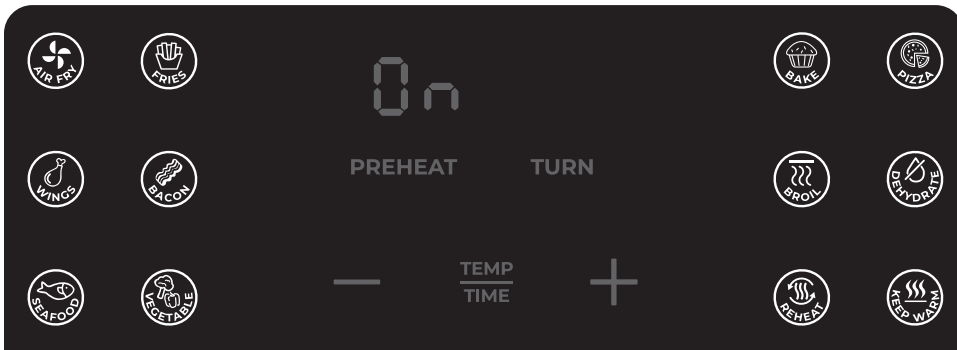 AIR FRY
FRIES
On
BAKE
PIZZA
PREHEAT TURN
WINGS
BACON
BROIL
DEHYDRATE
TEMP
TIME
SEAFOOD
VEGETABLE
REHEAT
KEEP WARM